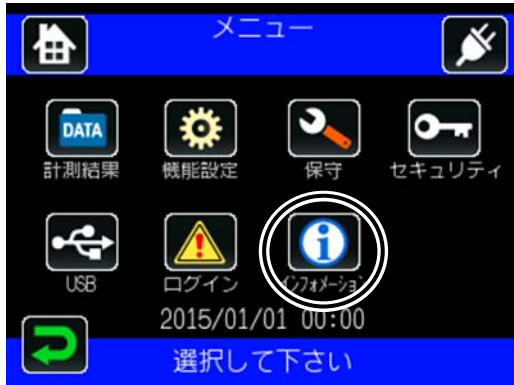 メニュー
DATA
計測結果 機能設定 保守 セキュリティ
USB ログイン インフォメーション
2015/01/01 00:00
選択して下さい